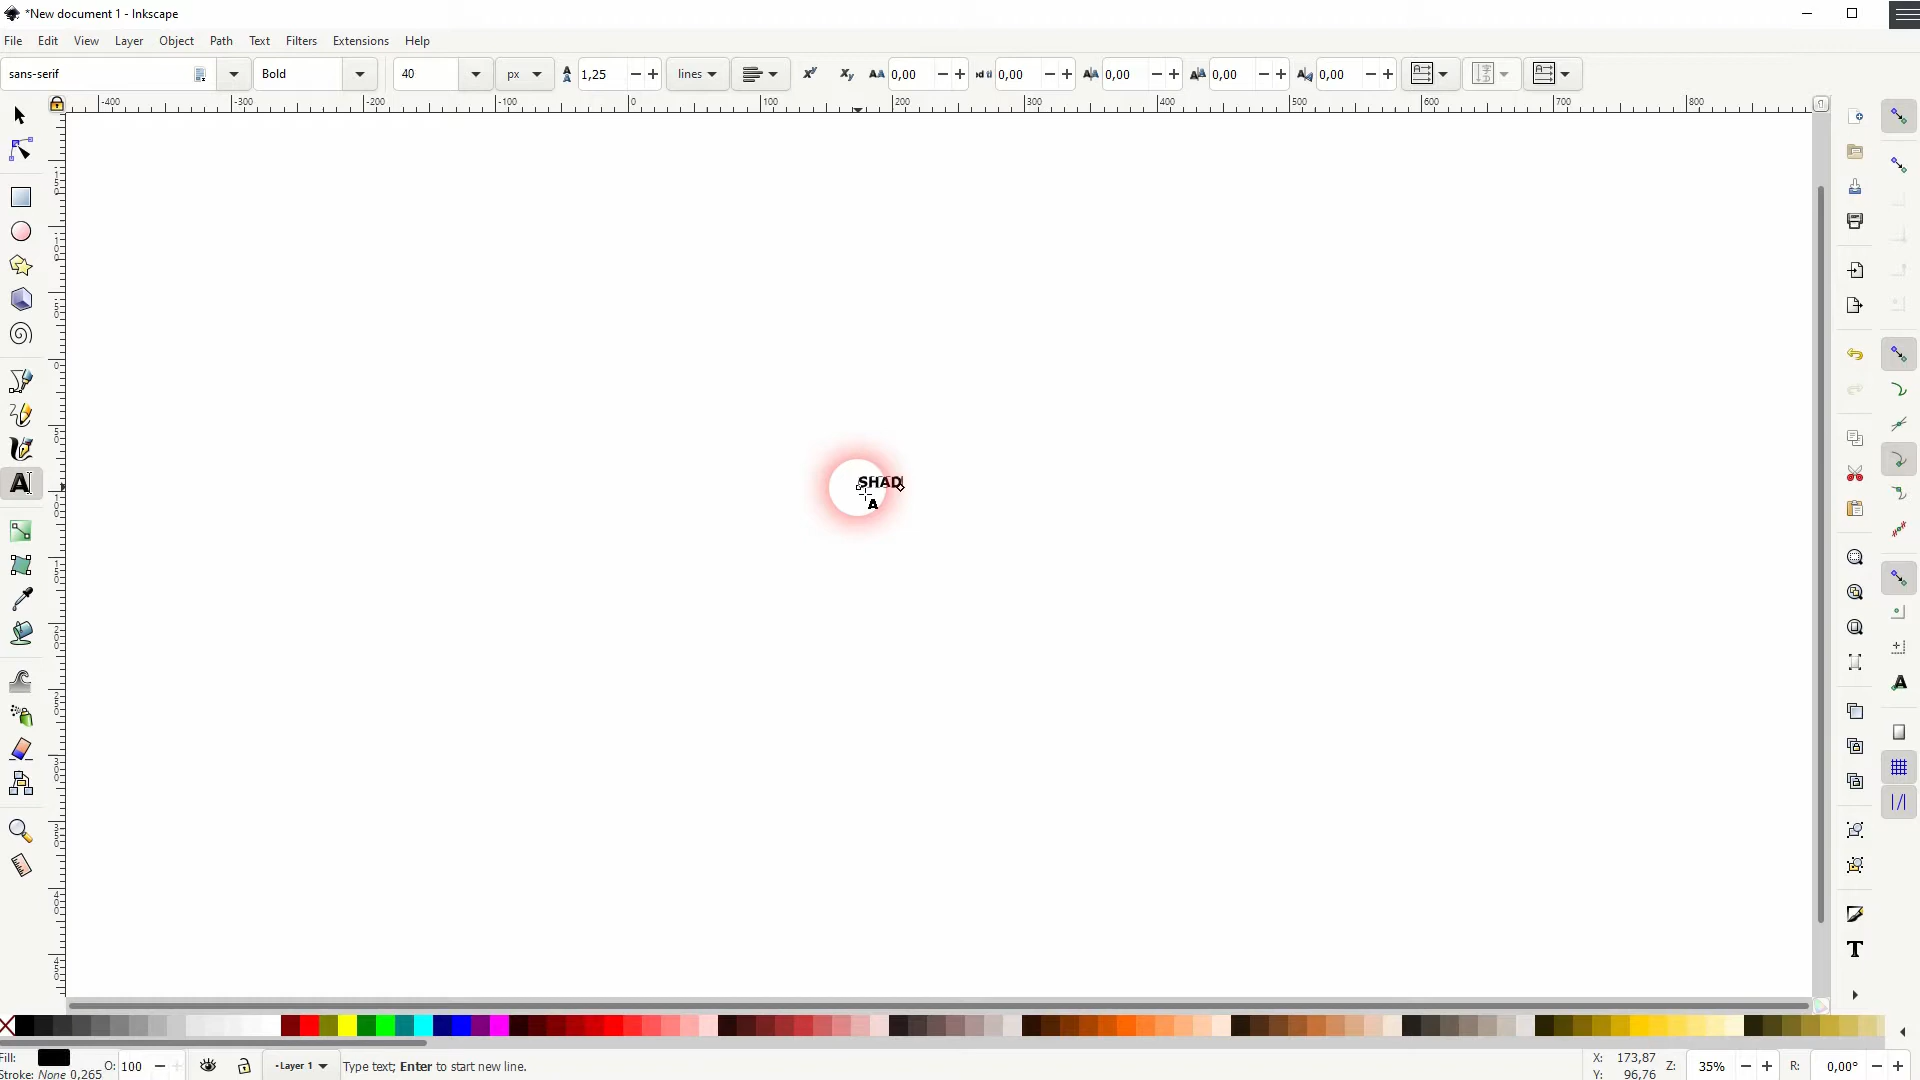 *New document 1 - Inkscape
File Edit View Layer Object Path Text Filters Extensions Help
sans-serif Bold 40 px 1,25 lines 0,00 0,00 0,00 0,00 0,00
-400 -300 -200 -100 0 100 200 300 400 500 600 700 800
SHAD
A
Fill: O: 100 Layer 1 Type text; Enter to start new line. X: 173,87 Z: 35% R: 0,00°
Stroke: None 0,265 Y: 96,76